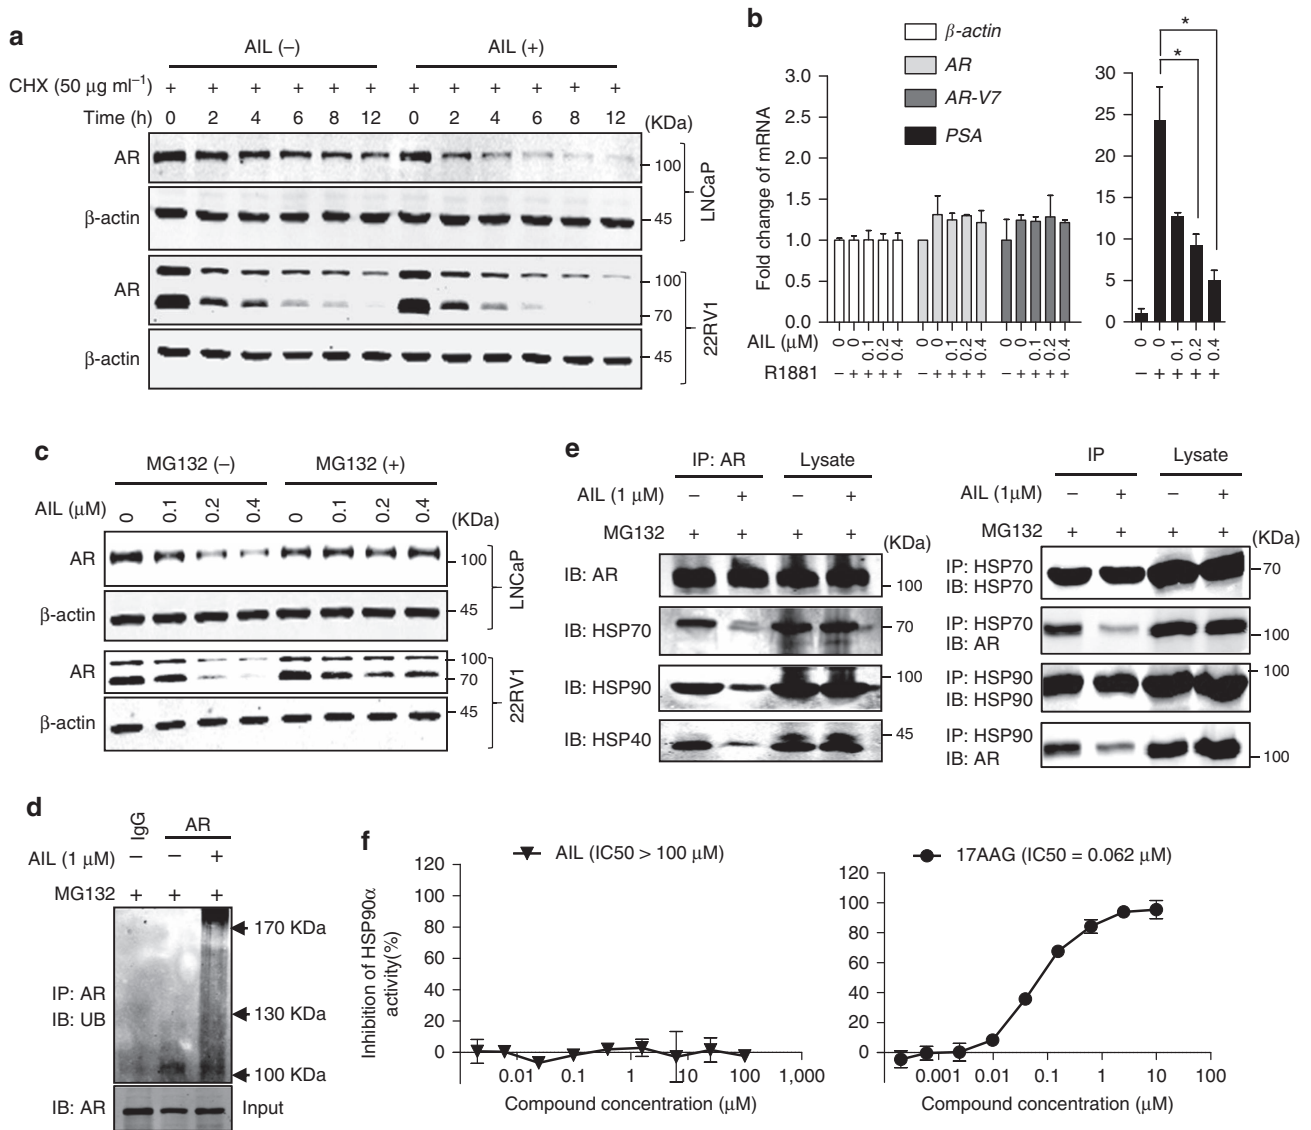 a
AIL (–) AIL (+)
CHX (50 μg ml⁻¹) + + + + + + + + + + + +
Time (h) 0 2 4 6 8 12 0 2 4 6 8 12 (KDa)
AR 100
β-actin 45
LNCaP
AR 100
70
β-actin 45
22RV1
b
β-actin
AR
AR-V7
PSA
Fold change of mRNA
3.0
2.5
2.0
1.5
1.0
0.5
0.0
30
25
20
15
10
5
0
* *
AIL (μM) 0 0 0.1 0.2 0.4 0 0 0.1 0.2 0.4 0 0 0.1 0.2 0.4 0 0 0.1 0.2 0.4
R1881 – + + + + – + + + + – + + + + – + + + +
c
MG132 (–) MG132 (+)
AIL (μM) 0 0.1 0.2 0.4 0 0.1 0.2 0.4 (KDa)
AR 100
β-actin 45
LNCaP
AR 100
70
β-actin 45
22RV1
e
IP: AR Lysate
AIL (1 μM) – + – +
MG132 + + + + (KDa)
IB: AR 100
IB: HSP70 70
IB: HSP90 100
IB: HSP40 45
IP Lysate
AIL (1μM) – + – +
MG132 + + + + (KDa)
IP: HSP70 70
IB: HSP70
IP: HSP70
IB: AR 100
IP: HSP90 100
IB: HSP90
IP: HSP90
IB: AR 100
d
IgG AR
AIL (1 μM) – – +
MG132 + + +
170 KDa
IP: AR
IB: UB
130 KDa
100 KDa
IB: AR Input
f
AIL (IC50 > 100 μM)
Inhibition of HSP90α
activity(%)
120
100
80
60
40
20
0
0.01 0.1 1 10 100 1,000
Compound concentration (μM)
17AAG (IC50 = 0.062 μM)
120
100
80
60
40
20
0
0.001 0.01 0.1 1 10 100
Compound concentration (μM)